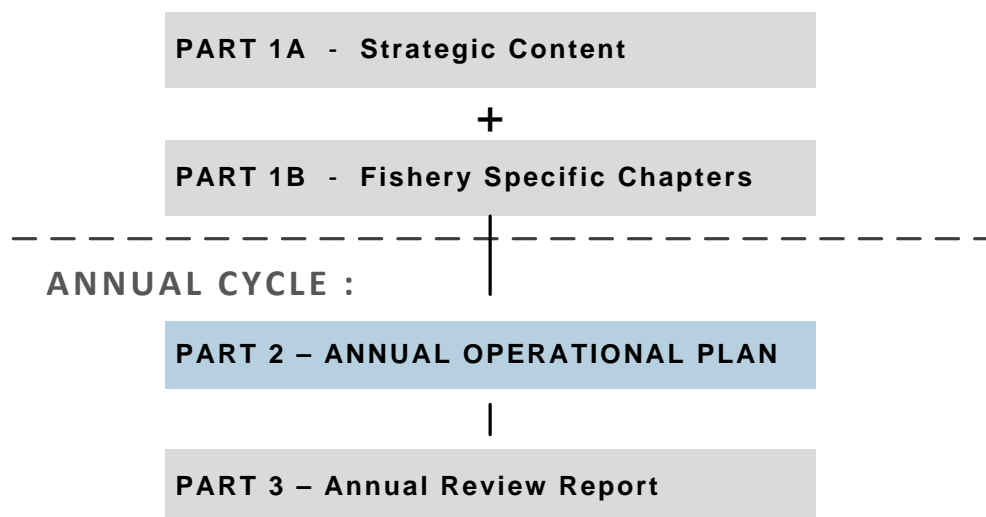 PART 1A - Strategic Content
+
PART 1B - Fishery Specific Chapters
ANNUAL CYCLE :
PART 2 – ANNUAL OPERATIONAL PLAN
PART 3 – Annual Review Report